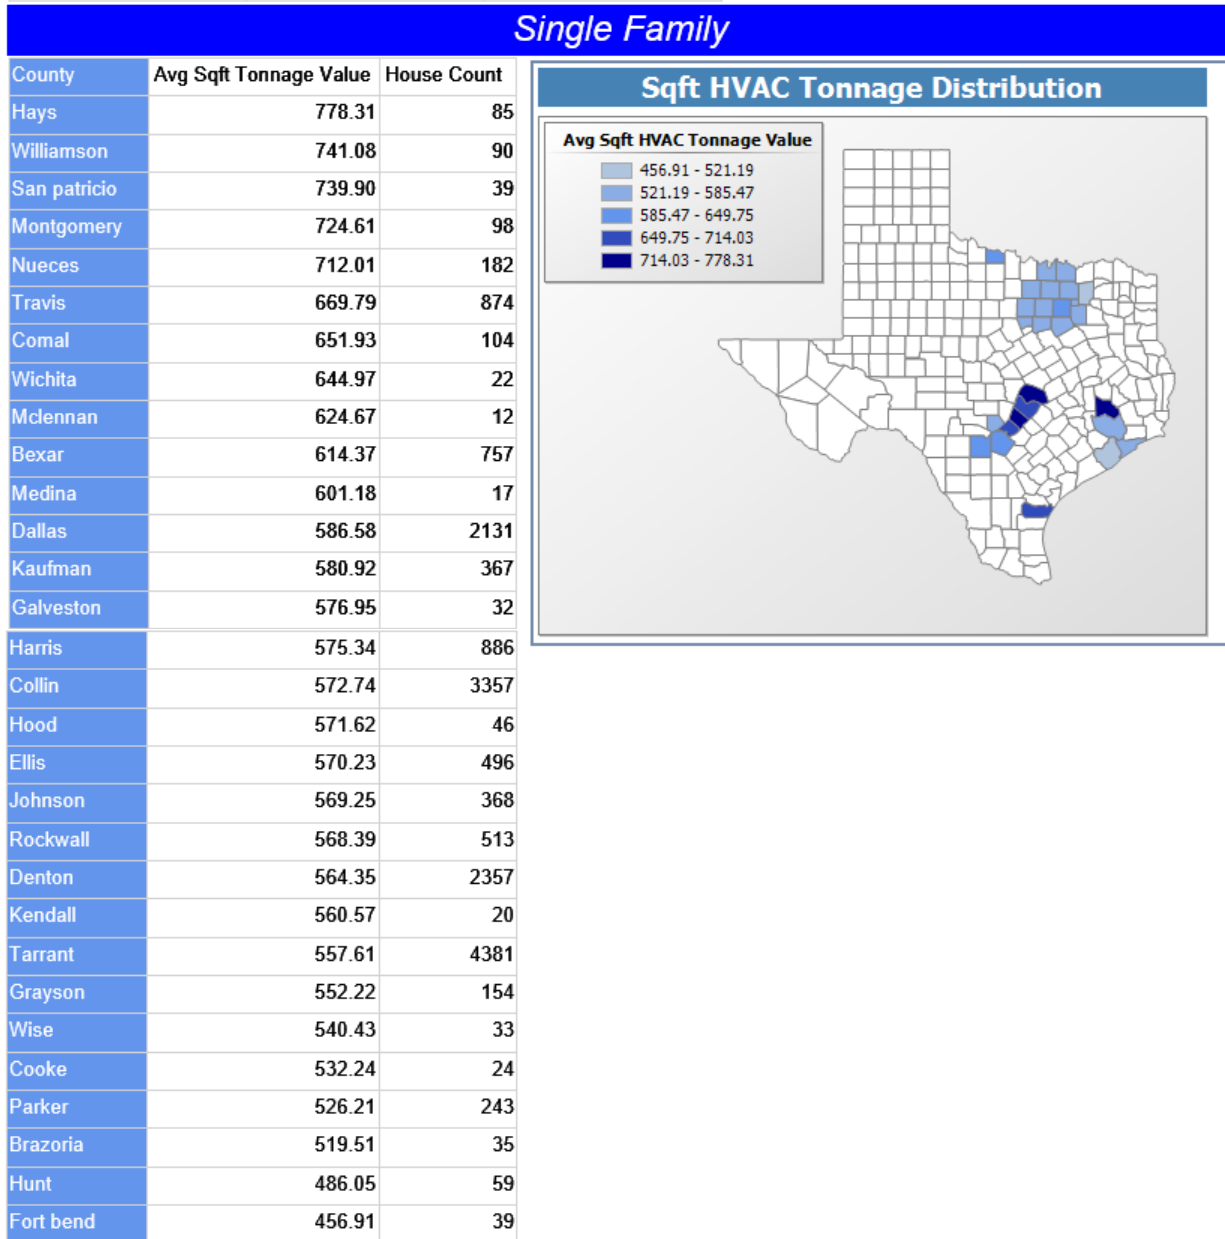 Single Family
County Avg Sqft Tonnage Value House Count
Hays 778.31 85
Williamson 741.08 90
San patricio 739.90 39
Montgomery 724.61 98
Nueces 712.01 182
Travis 669.79 874
Comal 651.93 104
Wichita 644.97 22
Mclennan 624.67 12
Bexar 614.37 757
Medina 601.18 17
Dallas 586.58 2131
Kaufman 580.92 367
Galveston 576.95 32
Harris 575.34 886
Collin 572.74 3357
Hood 571.62 46
Ellis 570.23 496
Johnson 569.25 368
Rockwall 568.39 513
Denton 564.35 2357
Kendall 560.57 20
Tarrant 557.61 4381
Grayson 552.22 154
Wise 540.43 33
Cooke 532.24 24
Parker 526.21 243
Brazoria 519.51 35
Hunt 486.05 59
Fort bend 456.91 39
Sqft HVAC Tonnage Distribution
Avg Sqft HVAC Tonnage Value
456.91 - 521.19
521.19 - 585.47
585.47 - 649.75
649.75 - 714.03
714.03 - 778.31